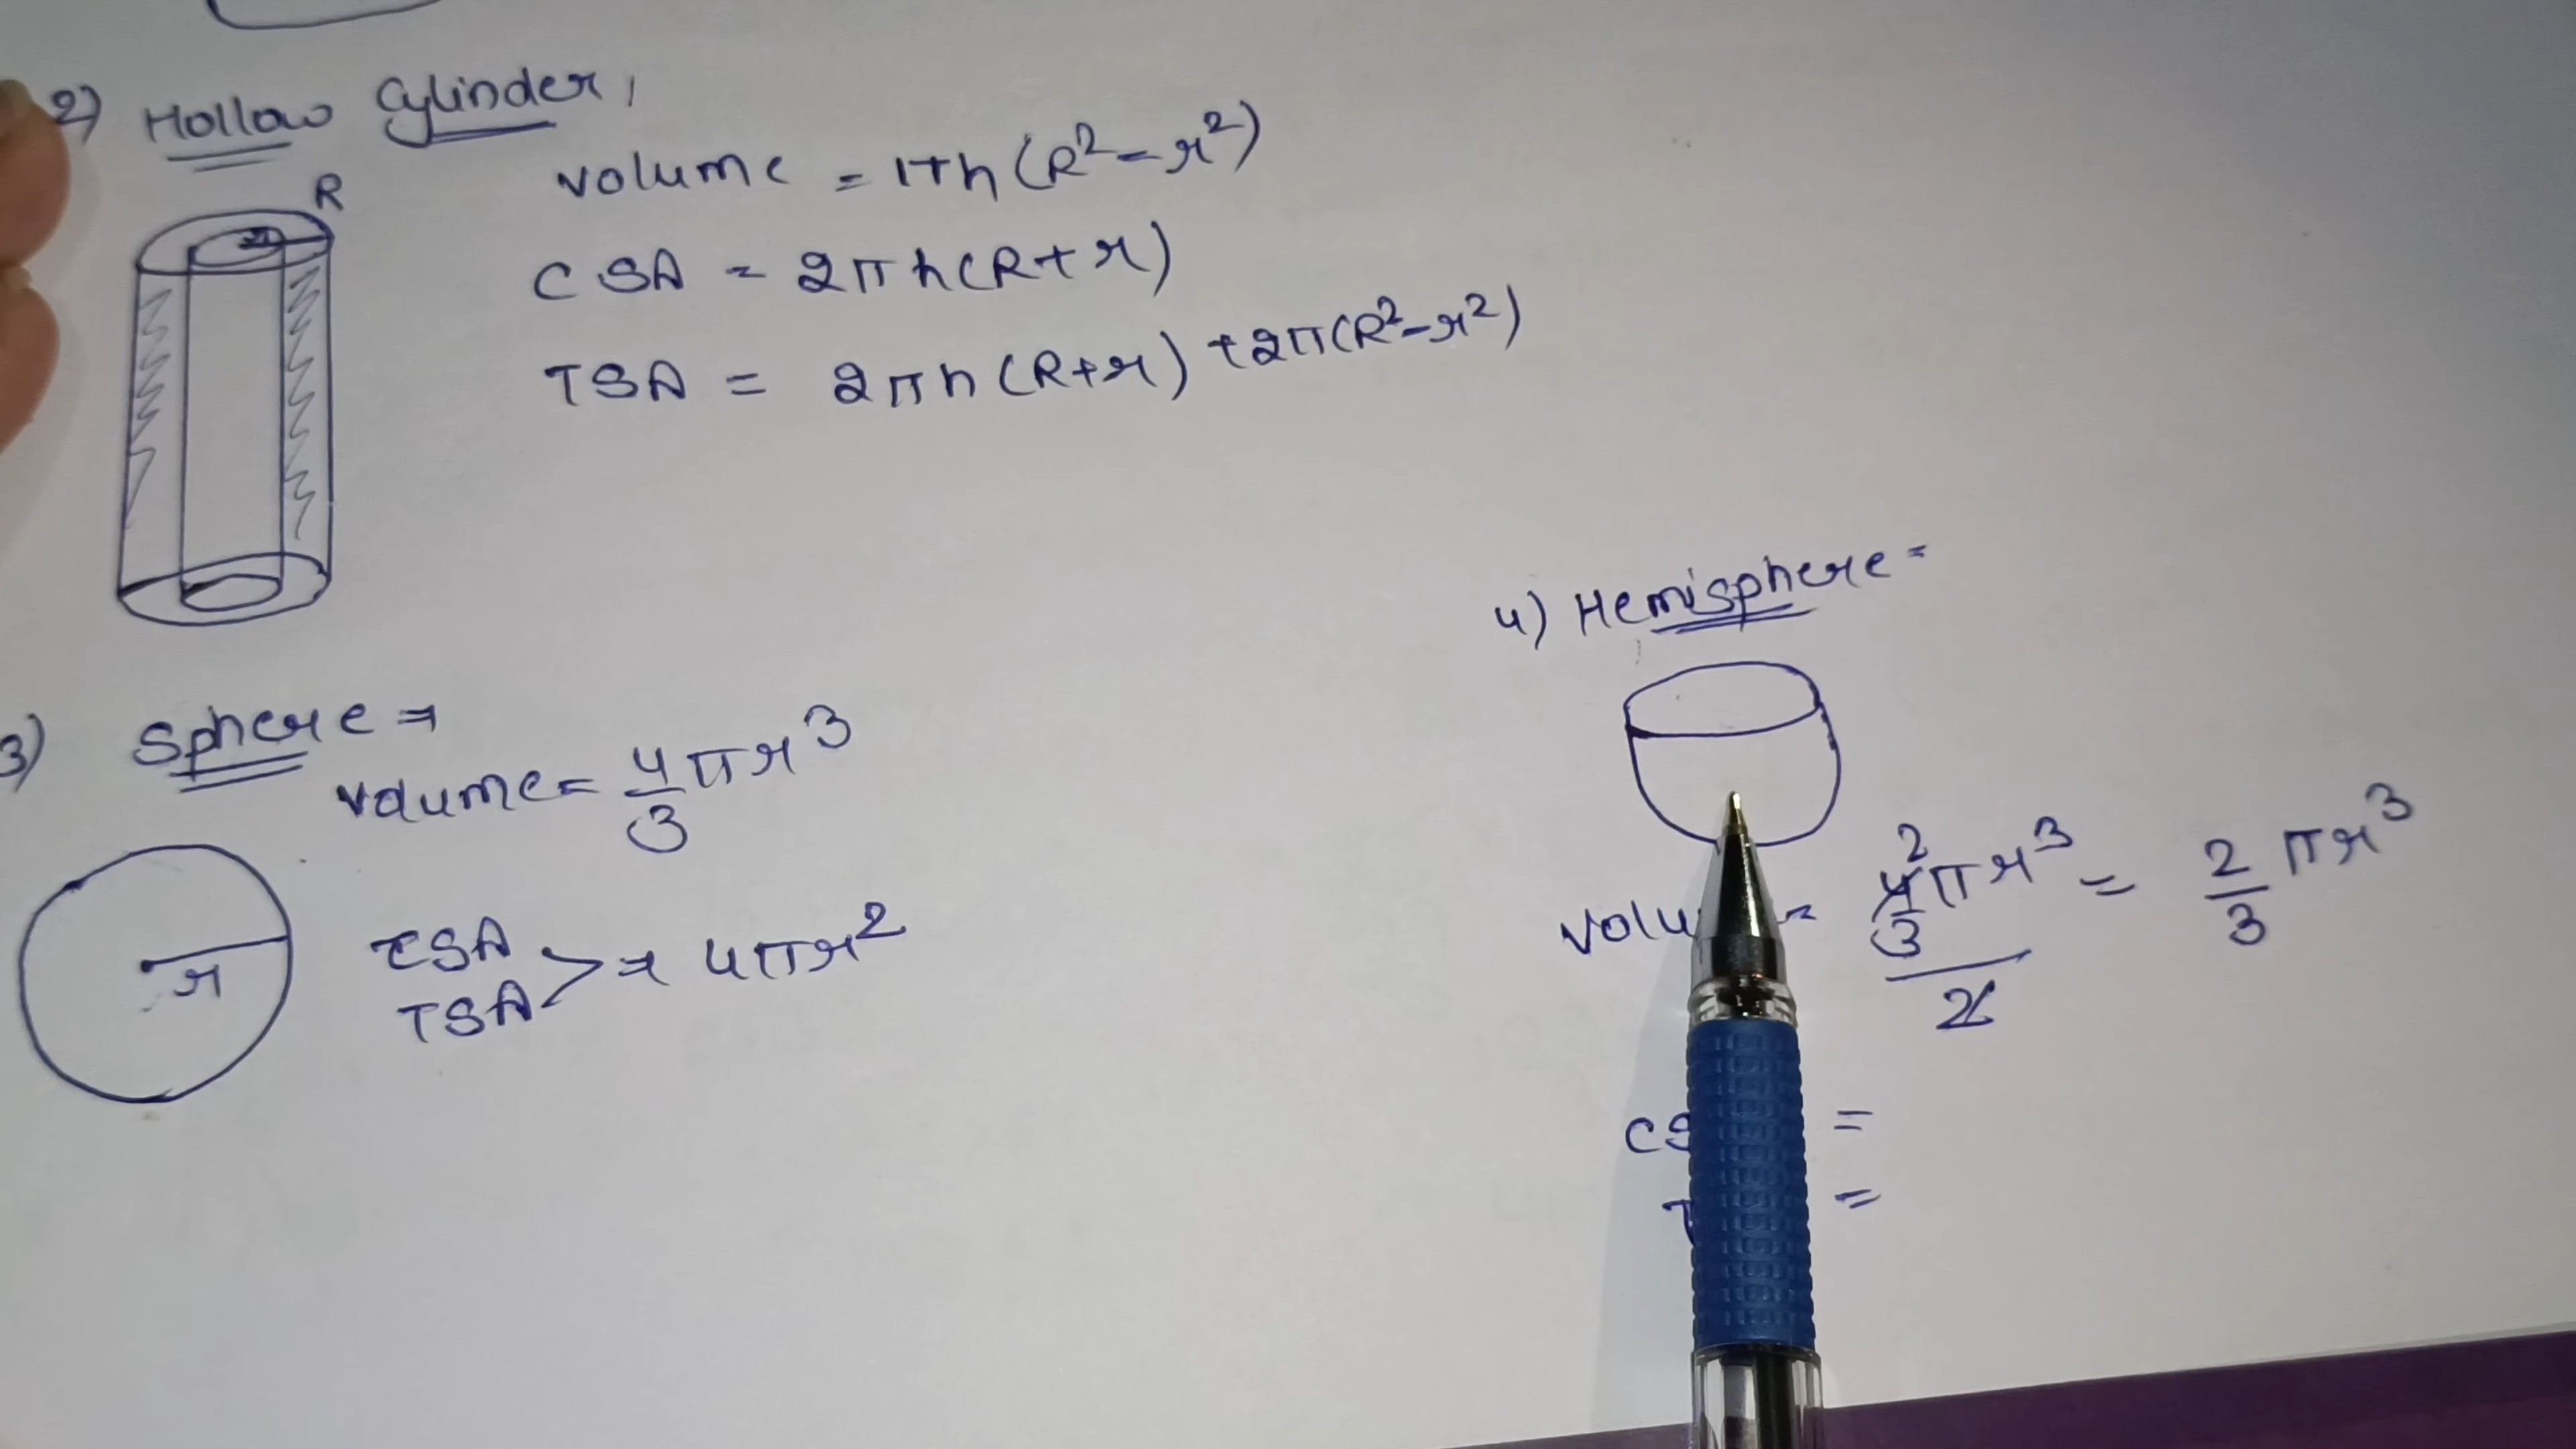 2) Hollow Cylinder,
R
r
Volume = πh(R²-r²)
CSA = 2πh(R+r)
TSA = 2πh(R+r) +2π(R²-r²)
3) Sphere =
Volume = 4/3 πr³
r
CSA
TSA > = 4πr²
4) Hemisphere =
= 4/3 πr³ / 2 = 2/3 πr³
2
=
=